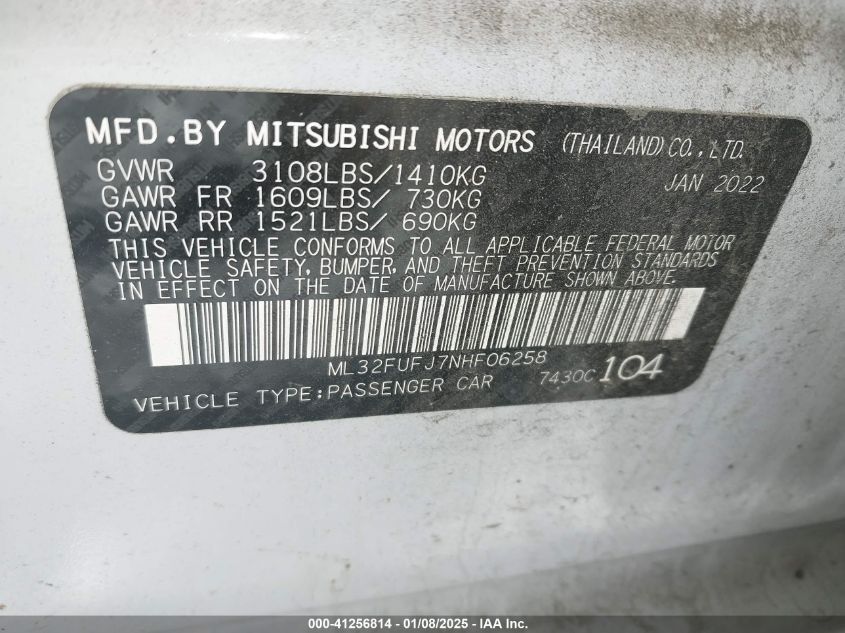 MFD.BY MITSUBISHI MOTORS (THAILAND) CO.,LTD.
GVWR 3108LBS/1410KG JAN 2022
GAWR FR 1609LBS/ 730KG
GAWR RR 1521LBS/ 690KG
THIS VEHICLE CONFORMS TO ALL APPLICABLE FEDERAL MOTOR
VEHICLE SAFETY, BUMPER, AND THEFT PREVENTION STANDARDS
IN EFFECT ON THE DATE OF MANUFACTURE SHOWN ABOVE.
ML32FUFJ7NHF06258
VEHICLE TYPE:PASSENGER CAR 7430C 104
000-41256814 - 01/08/2025 - IAA, Inc.